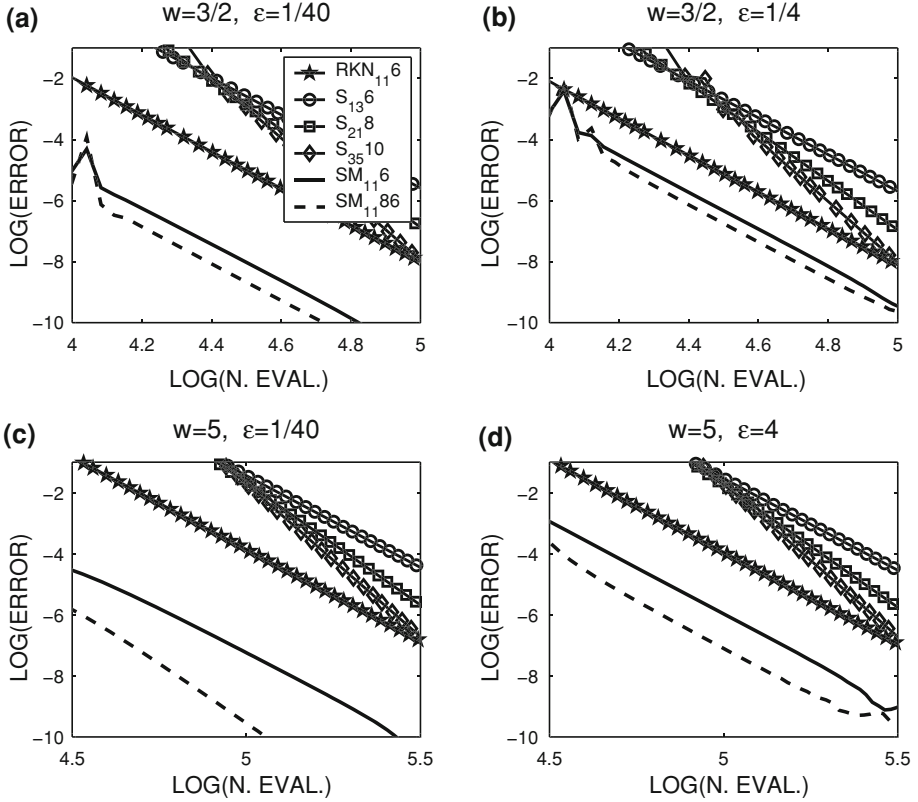 (a) w=3/2, ε=1/40
LOG(ERROR)
−2
−4
−6
−8
−10
4 4.2 4.4 4.6 4.8 5
LOG(N. EVAL.)
RKN₁₁6
S₁₃6
S₂₁8
S₃₅10
SM₁₁6
SM₁₁86
(b) w=3/2, ε=1/4
LOG(ERROR)
−2
−4
−6
−8
−10
4 4.2 4.4 4.6 4.8 5
LOG(N. EVAL.)
(c) w=5, ε=1/40
LOG(ERROR)
−2
−4
−6
−8
−10
4.5 5 5.5
LOG(N. EVAL.)
(d) w=5, ε=4
LOG(ERROR)
−2
−4
−6
−8
−10
4.5 5 5.5
LOG(N. EVAL.)